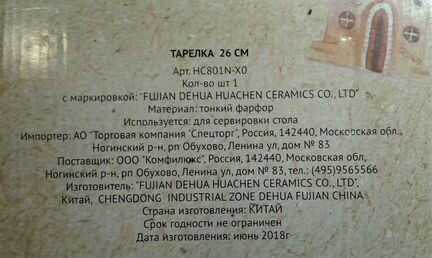 ТАРЕЛКА 26 СМ
Арт. HC801N-X0
Кол-во шт 1
с маркировкой: "FUJIAN DEHUA HUACHEN CERAMICS CO., LTD"
Материал: тонкий фарфор
Используется: для сервировки стола
Импортер: АО "Торговая компания "Спецторг", Россия, 142440, Московская обл.,
Ногинский р-н, рп Обухово, Ленина ул, дом № 83
Поставщик: ООО "Комфилюкс", Россия, 142440, Московская обл,
Ногинский р-н, рп Обухово, Ленина ул, дом № 83, тел.: (495)9565566
Изготовитель: "FUJIAN DEHUA HUACHEN CERAMICS CO., LTD",
Китай, CHENGDONG INDUSTRIAL ZONE DEHUA FUJIAN CHINA
Страна изготовления: КИТАЙ
Срок годности не ограничен
Дата изготовления: июнь 2018г